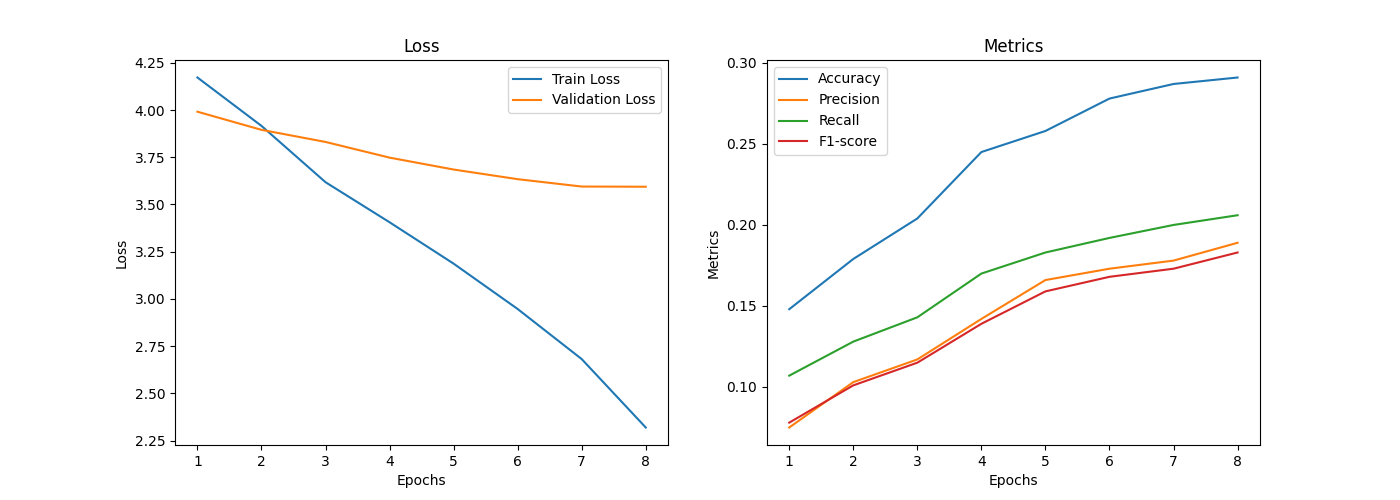 Loss
4.25
4.00
3.75
3.50
3.25
3.00
2.75
2.50
2.25
Loss
1 2 3 4 5 6 7 8
Epochs
Train Loss
Validation Loss
Metrics
0.30
0.25
0.20
0.15
0.10
Metrics
1 2 3 4 5 6 7 8
Epochs
Accuracy
Precision
Recall
F1-score